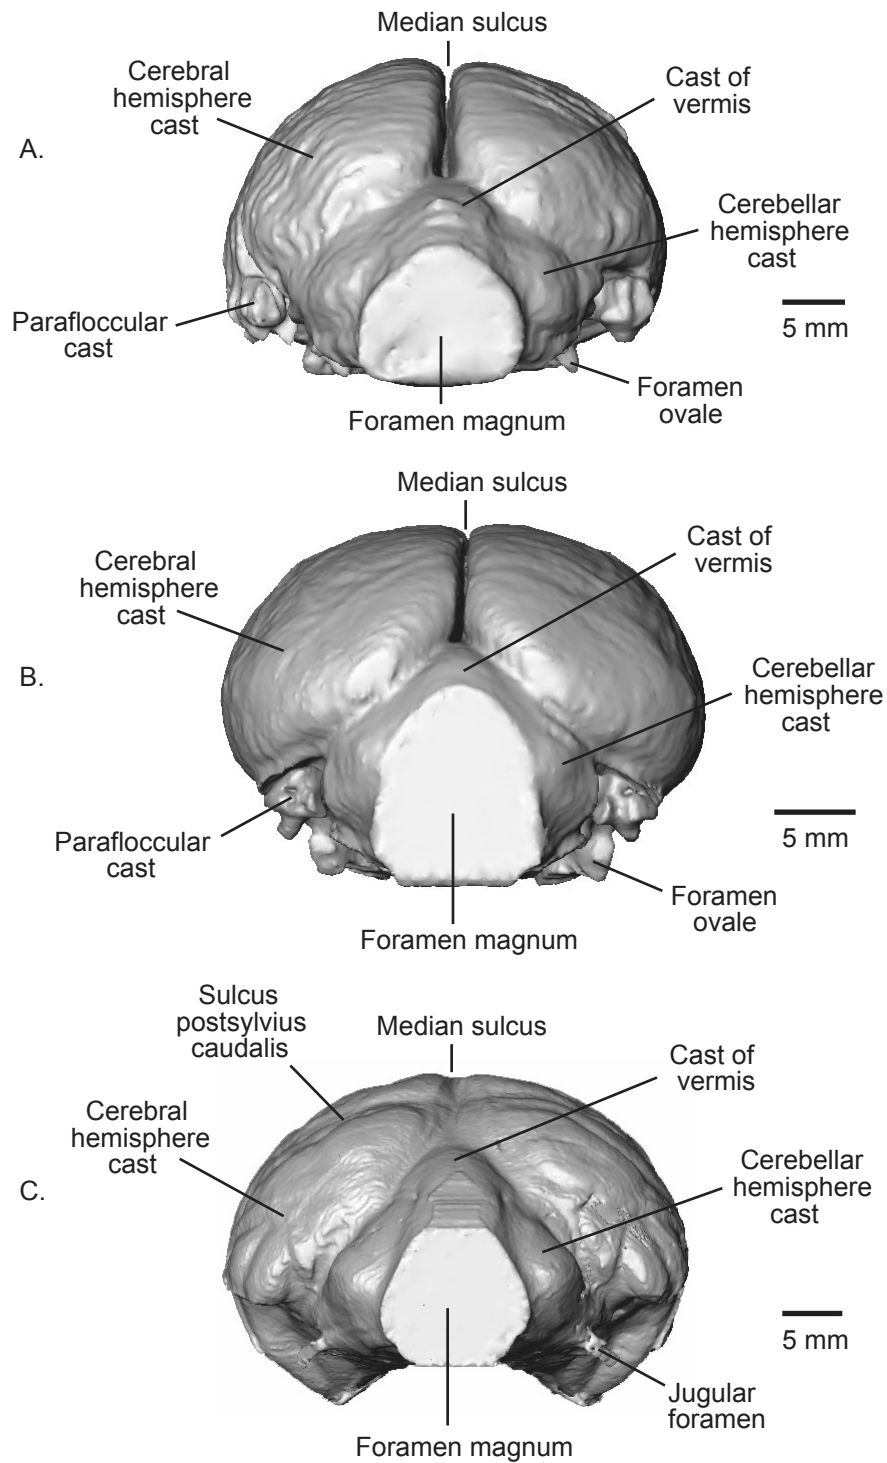 Median sulcus
Cerebral
hemisphere
cast
Cast of
vermis
A.
Cerebellar
hemisphere
cast
5 mm
Parafloccular
cast
Foramen
ovale
Foramen magnum
Median sulcus
Cast of
vermis
Cerebral
hemisphere
cast
B.
Cerebellar
hemisphere
cast
5 mm
Parafloccular
cast
Foramen
ovale
Foramen magnum
Sulcus
postsylvius
caudalis
Median sulcus
Cast of
vermis
Cerebral
hemisphere
cast
Cerebellar
hemisphere
cast
C.
5 mm
Jugular
foramen
Foramen magnum